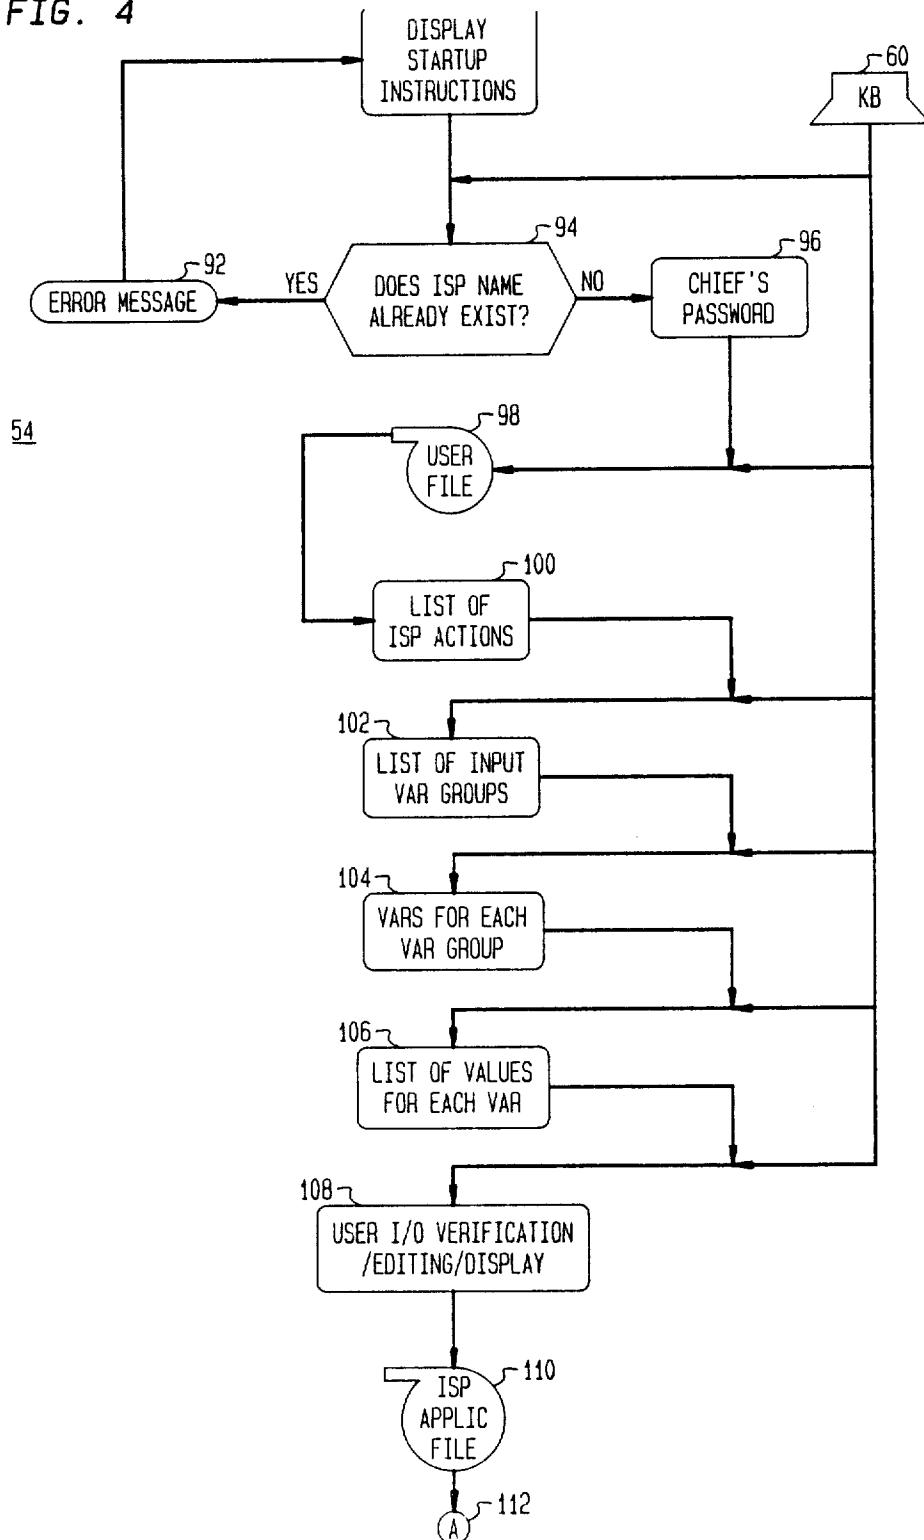 FIG. 4
DISPLAY
STARTUP
INSTRUCTIONS
60
KB
94
DOES ISP NAME
ALREADY EXIST?
YES
NO
92
ERROR MESSAGE
96
CHIEF'S
PASSWORD
54
98
USER
FILE
100
LIST OF
ISP ACTIONS
102
LIST OF INPUT
VAR GROUPS
104
VARS FOR EACH
VAR GROUP
106
LIST OF VALUES
FOR EACH VAR
108
USER I/O VERIFICATION
/EDITING/DISPLAY
110
ISP
APPLIC
FILE
112
A